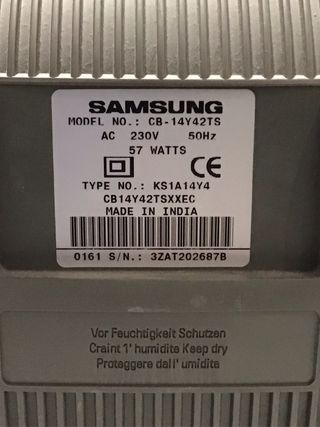 SAMSUNG
MODEL NO.: CB-14Y42TS
AC 230V 50Hz
57 WATTS
CE
TYPE NO.: KS1A14Y4
CB14Y42TSXXEC
MADE IN INDIA
0161 S/N.: 3ZAT202687B
Vor Feuchtigkeit Schutzen
Craint 1' humidite Keep dry
Proteggere dall' umidita